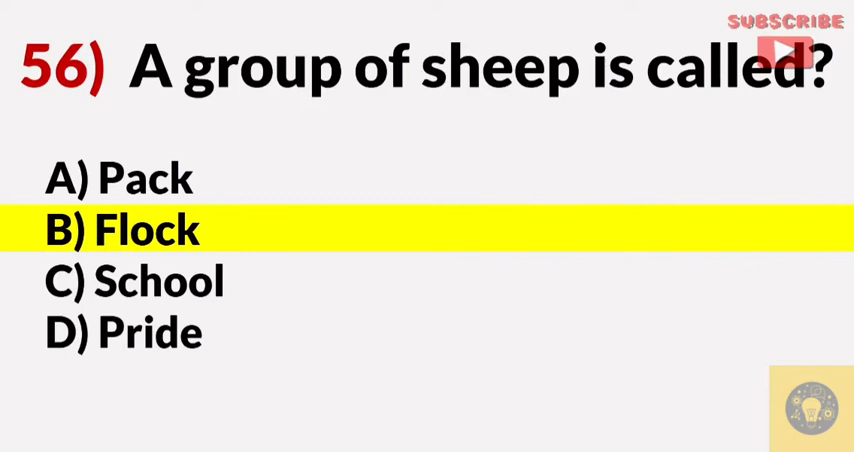 SUBSCRIBE
56) A group of sheep is called?
A) Pack
B) Flock
C) School
D) Pride